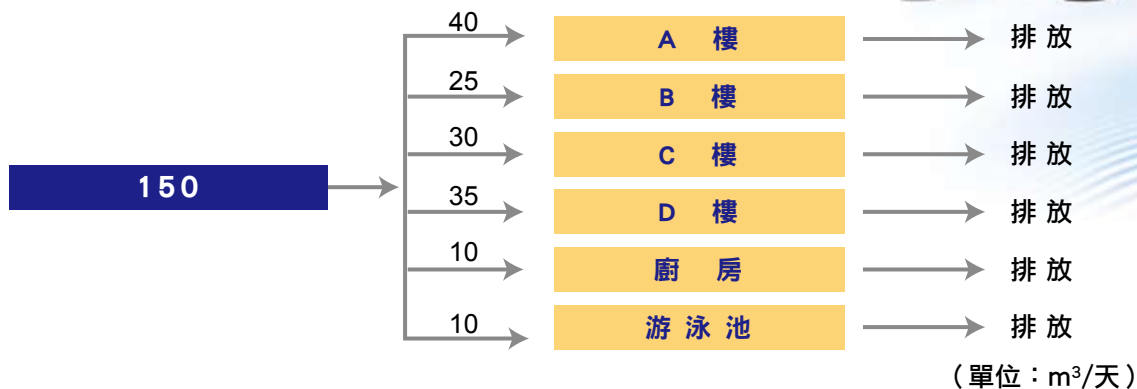 40 A 樓 排放
25 B 樓 排放
30 C 樓 排放
150
35 D 樓 排放
10 廚房 排放
10 游泳池 排放
（單位：m³/天）